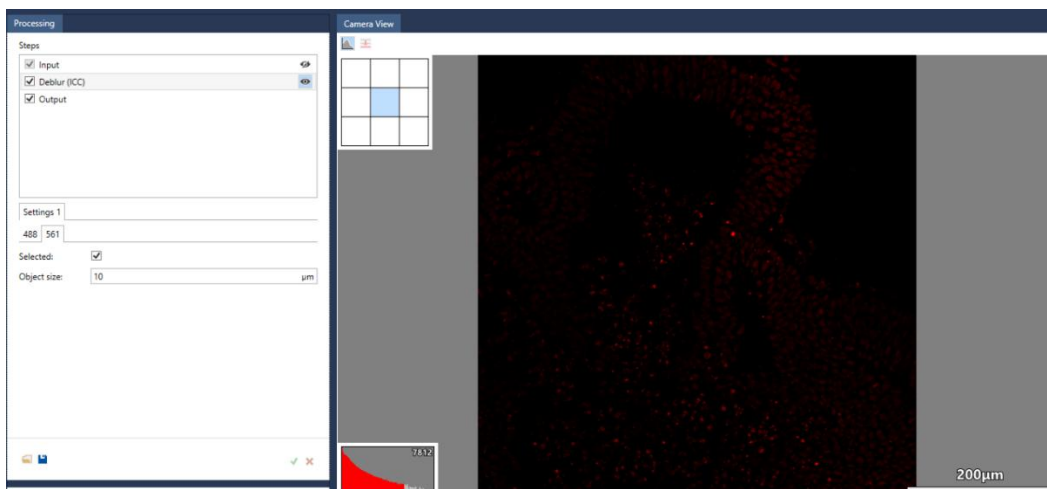 Processing
Steps
Input
Deblur (ICC)
Output
Settings 1
488 561
Selected:
Object size: 10 µm
Camera View
7812
200µm